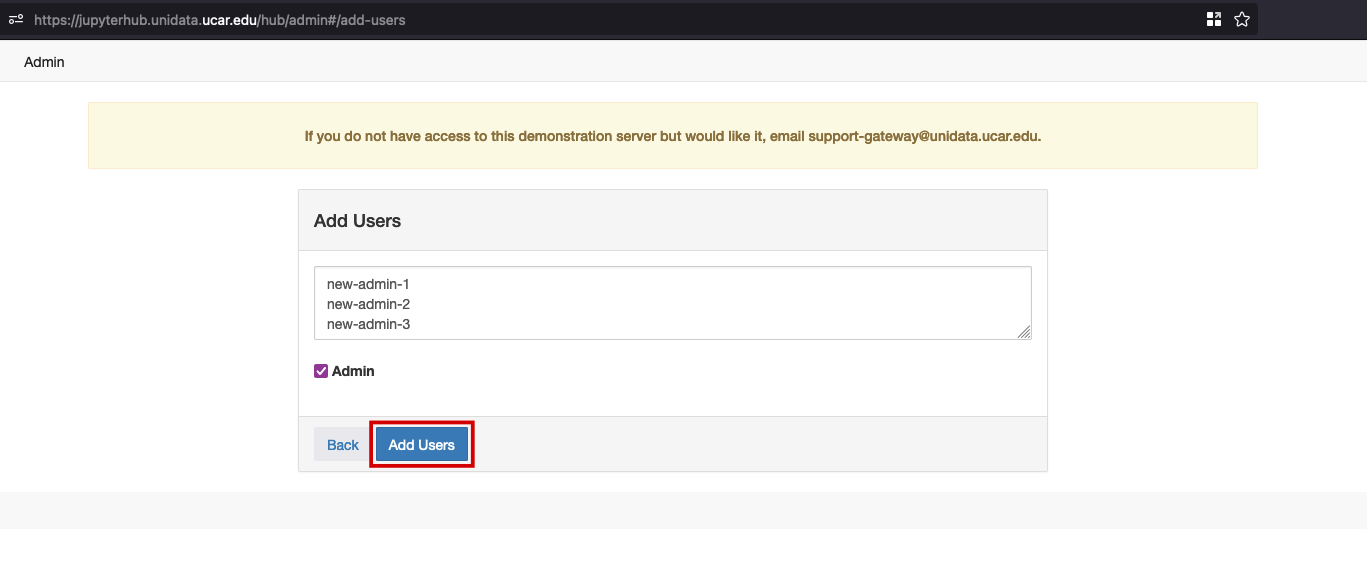 https://jupyterhub.unidata.ucar.edu/hub/admin#/add-users
Admin
If you do not have access to this demonstration server but would like it, email support-gateway@unidata.ucar.edu.
Add Users
new-admin-1
new-admin-2
new-admin-3
Admin
Back Add Users